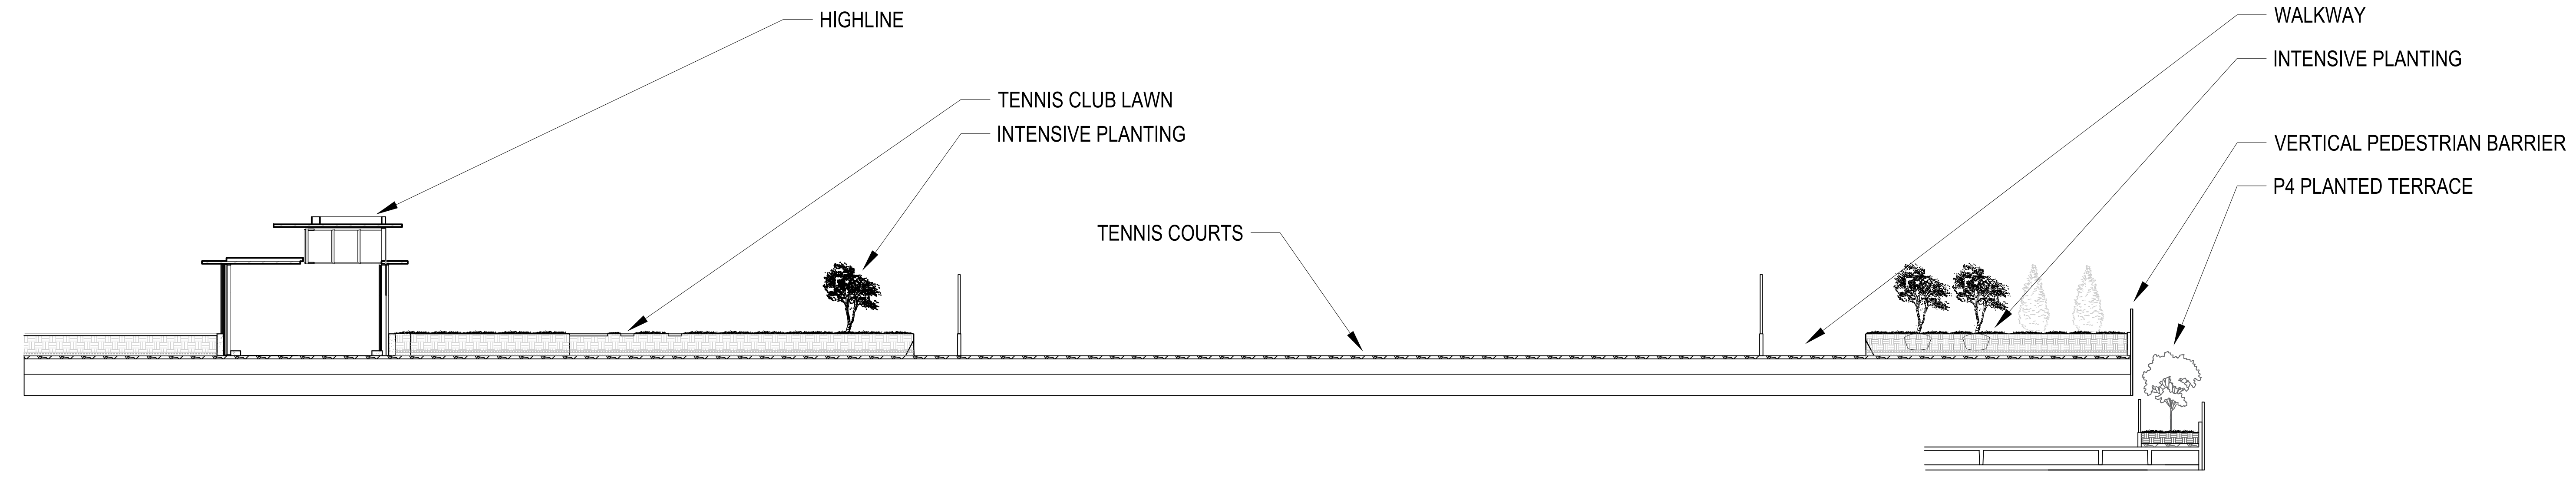 HIGHLINE
WALKWAY
INTENSIVE PLANTING
TENNIS CLUB LAWN
INTENSIVE PLANTING
VERTICAL PEDESTRIAN BARRIER
P4 PLANTED TERRACE
TENNIS COURTS